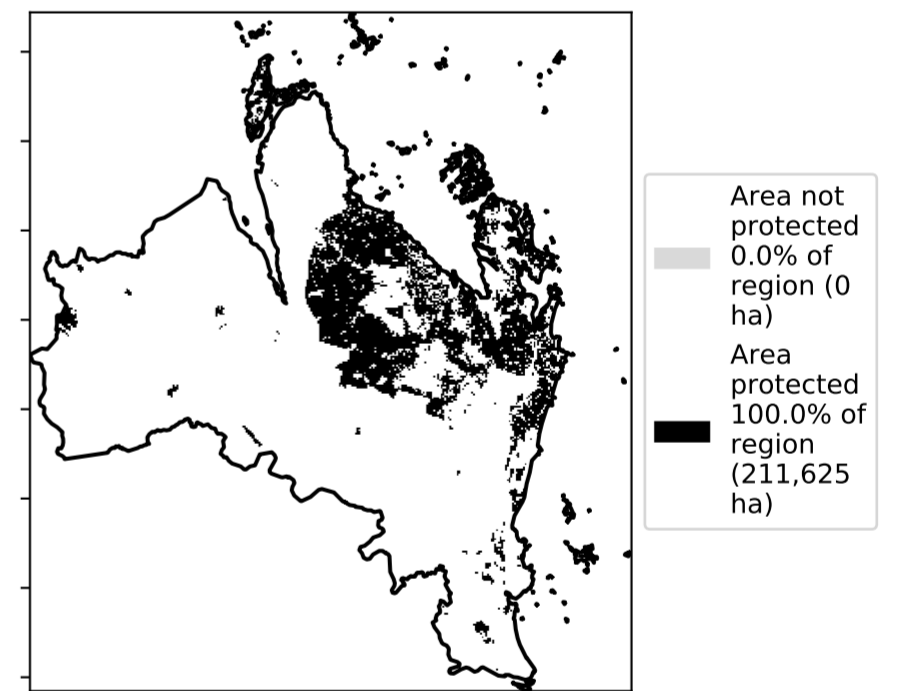 Area not
protected
0.0% of
region (0
ha)
Area
protected
100.0% of
region
(211,625
ha)